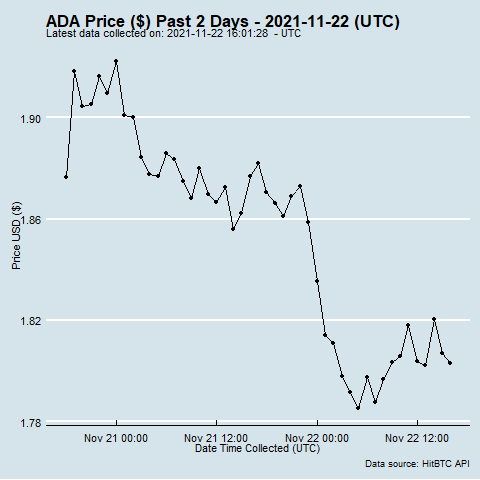 ADA Price ($) Past 2 Days - 2021-11-22 (UTC)
Latest data collected on: 2021-11-22 16:01:28 - UTC
1.90
1.86
1.82
1.78
Price USD ($)
Nov 21 00:00 Nov 21 12:00 Nov 22 00:00 Nov 22 12:00
Date Time Collected (UTC)
Data source: HitBTC API